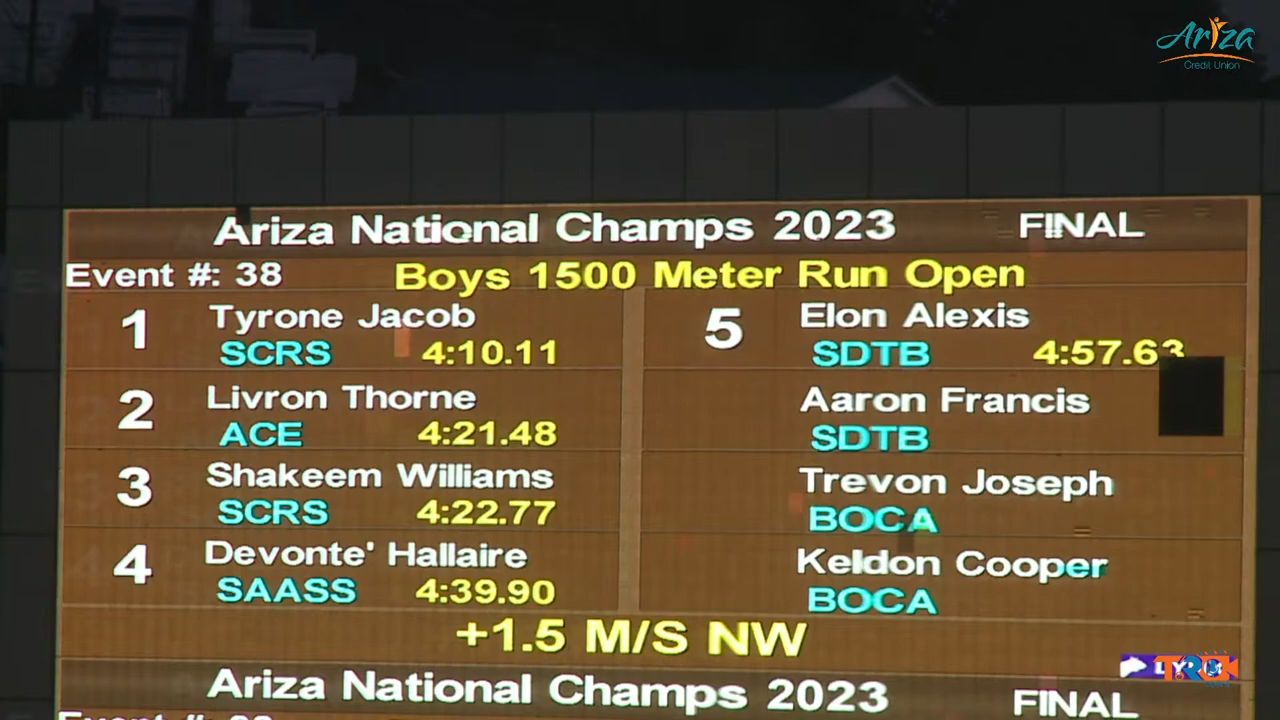 Ariza
Credit Union
Ariza National Champs 2023 FINAL
Event #: 38 Boys 1500 Meter Run Open
1 Tyrone Jacob
SCRS 4:10.11
2 Livron Thorne
ACE 4:21.48
3 Shakeem Williams
SCRS 4:22.77
4 Devonte' Hallaire
SAASS 4:39.90
5 Elon Alexis
SDTB 4:57.63
Aaron Francis
SDTB
Trevon Joseph
BOCA
Keldon Cooper
BOCA
+1.5 M/S NW
Ariza National Champs 2023 FINAL